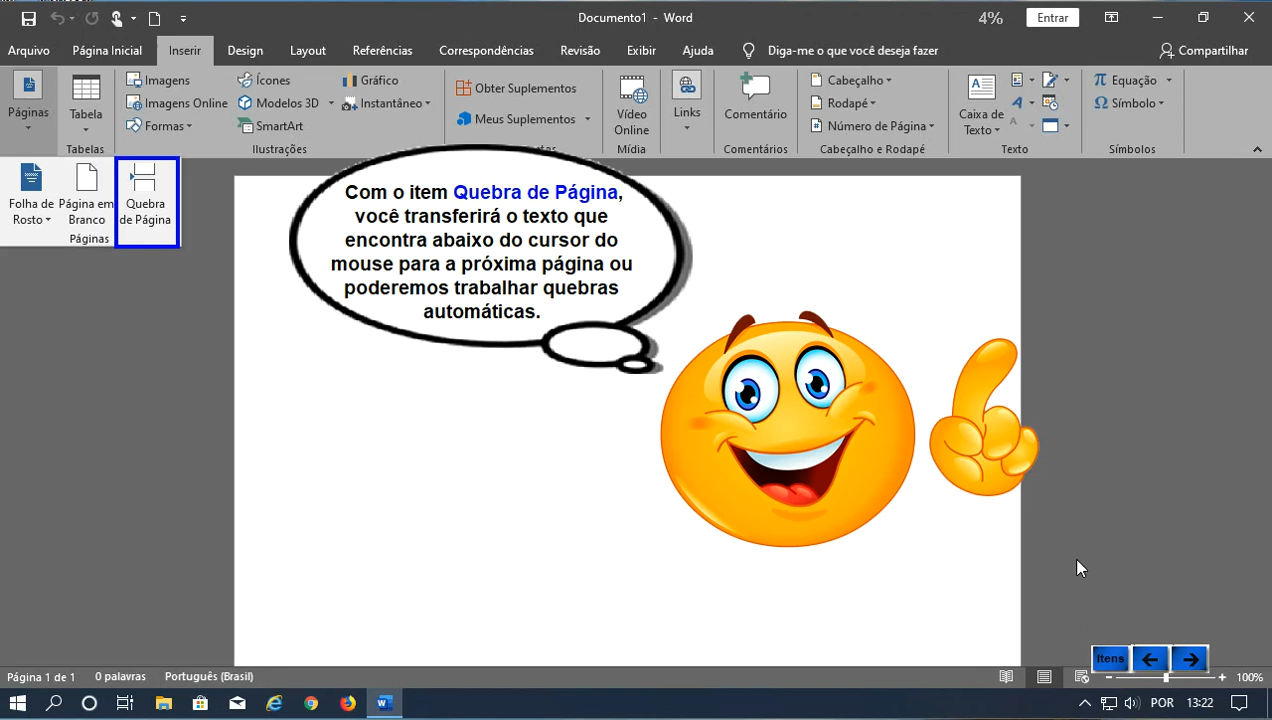 Documento1 - Word
4%
Entrar
Arquivo
Página Inicial
Inserir
Design
Layout
Referências
Correspondências
Revisão
Exibir
Ajuda
Diga-me o que você deseja fazer
Compartilhar
Páginas
Tabela
Tabelas
Imagens
Imagens Online
Formas
Ícones
Modelos 3D
SmartArt
Gráfico
Instantâneo
Ilustrações
Obter Suplementos
Meus Suplementos
Vídeo
Online
Mídia
Links
Comentário
Comentários
Cabeçalho
Rodapé
Número de Página
Cabeçalho e Rodapé
Caixa de
Texto
Texto
Equação
Símbolo
Símbolos
Folha de
Rosto
Página em
Branco
Quebra
de Página
Páginas
Com o item Quebra de Página,
você transferirá o texto que
encontra abaixo do cursor do
mouse para a próxima página ou
poderemos trabalhar quebras
automáticas.
Itens
Página 1 de 1
0 palavras
Português (Brasil)
100%
POR
13:22